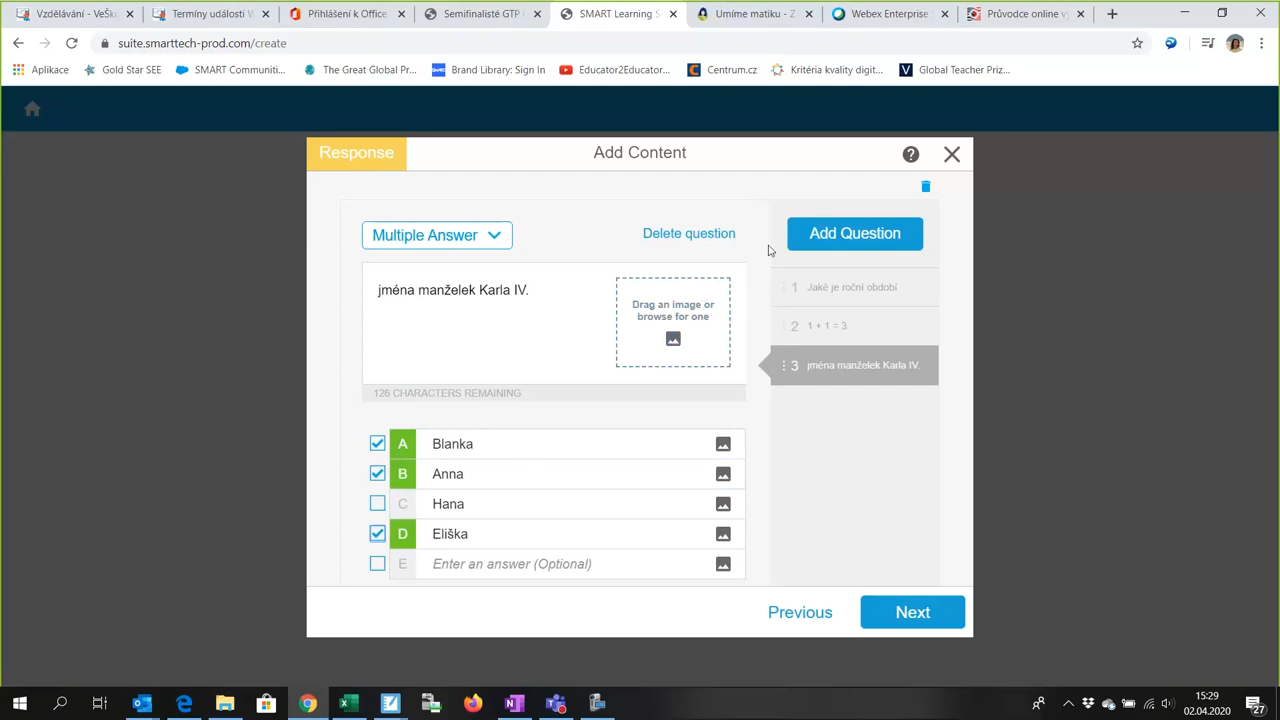 Vzdělávání - VeŠk
Termíny události W
Přihlášení k Office
Semifinalisté GTP C
SMART Learning S
Umíme matiku - Z
Webex Enterprise S
Průvodce online vý
suite.smarttech-prod.com/create
Aplikace
Gold Star SEE
SMART Communiti...
The Great Global Pr...
Brand Library: Sign In
Educator2Educator...
Centrum.cz
Kritéria kvality digit...
Global Teacher Priz...
Response
Add Content
Multiple Answer
Delete question
Add Question
jména manželek Karla IV.
Drag an image or
browse for one
126 CHARACTERS REMAINING
1 Jaké je roční období
2 1 + 1 = 3
3 jména manželek Karla IV.
A Blanka
B Anna
C Hana
D Eliška
E Enter an answer (Optional)
Previous
Next
15:29
02.04.2020
27